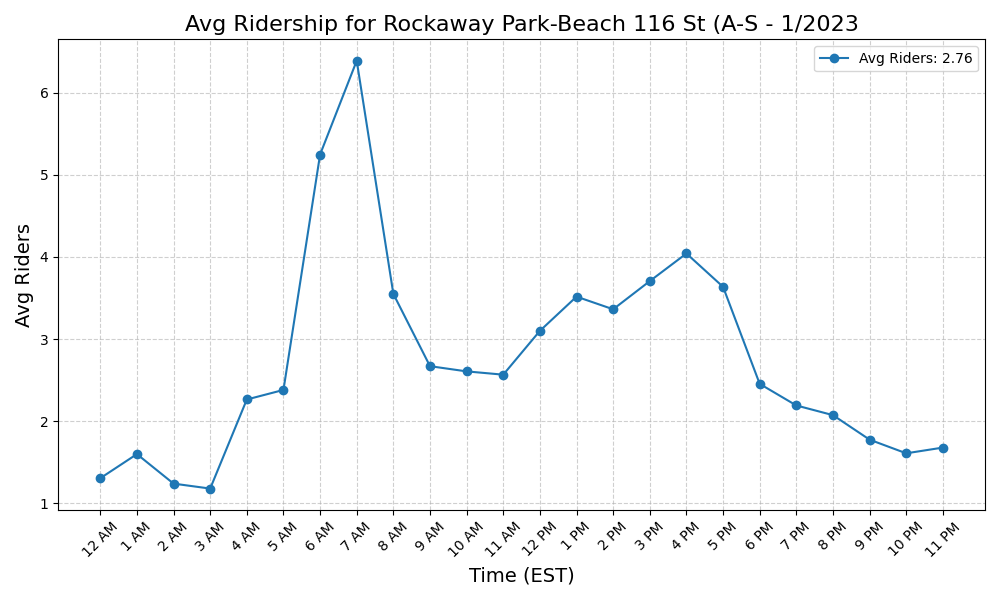 Avg Ridership for Rockaway Park-Beach 116 St (A-S - 1/2023
Avg Riders: 2.76
Avg Riders
6
5
4
3
2
1
12 AM
1 AM
2 AM
3 AM
4 AM
5 AM
6 AM
7 AM
8 AM
9 AM
10 AM
11 AM
12 PM
1 PM
2 PM
3 PM
4 PM
5 PM
6 PM
7 PM
8 PM
9 PM
10 PM
11 PM
Time (EST)